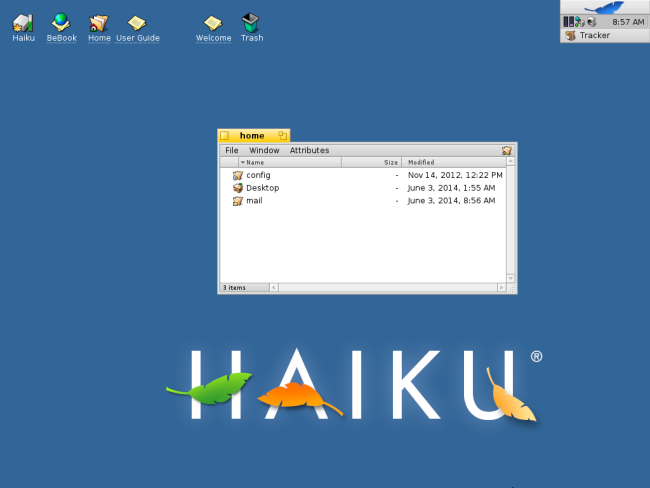 Haiku BeBook Home User Guide Welcome Trash
8:57 AM
Tracker
home
File Window Attributes
Name Size Modified
config - Nov 14, 2012, 12:22 PM
Desktop - June 3, 2014, 1:55 AM
mail - June 3, 2014, 8:56 AM
3 items
HAIKU®